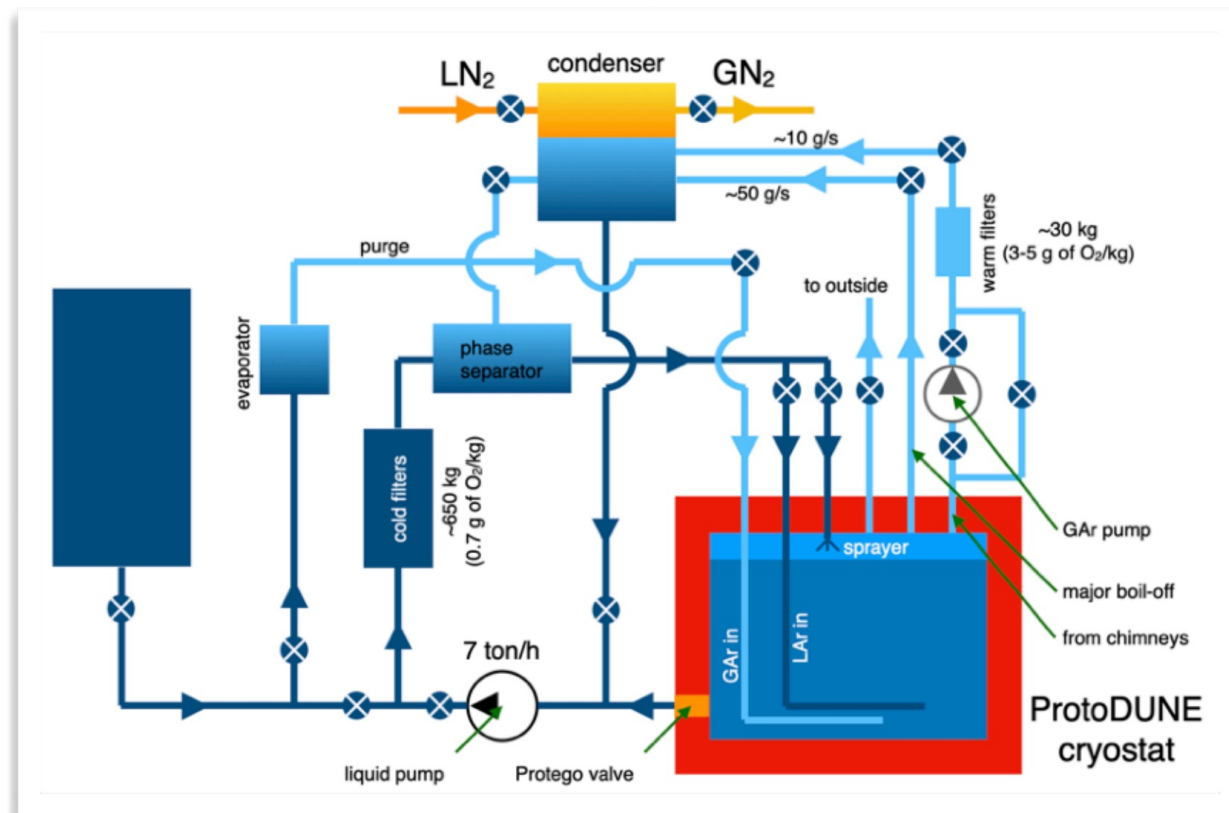 condenser
LN₂
GN₂
~10 g/s
~50 g/s
purge
warm filters
~30 kg
(3-5 g of O₂/kg)
to outside
evaporator
phase
separator
cold filters
~650 kg
(0.7 g of O₂/kg)
sprayer
GAr pump
major boil-off
from chimneys
GAr in
LAr in
7 ton/h
ProtoDUNE
cryostat
liquid pump
Protego valve